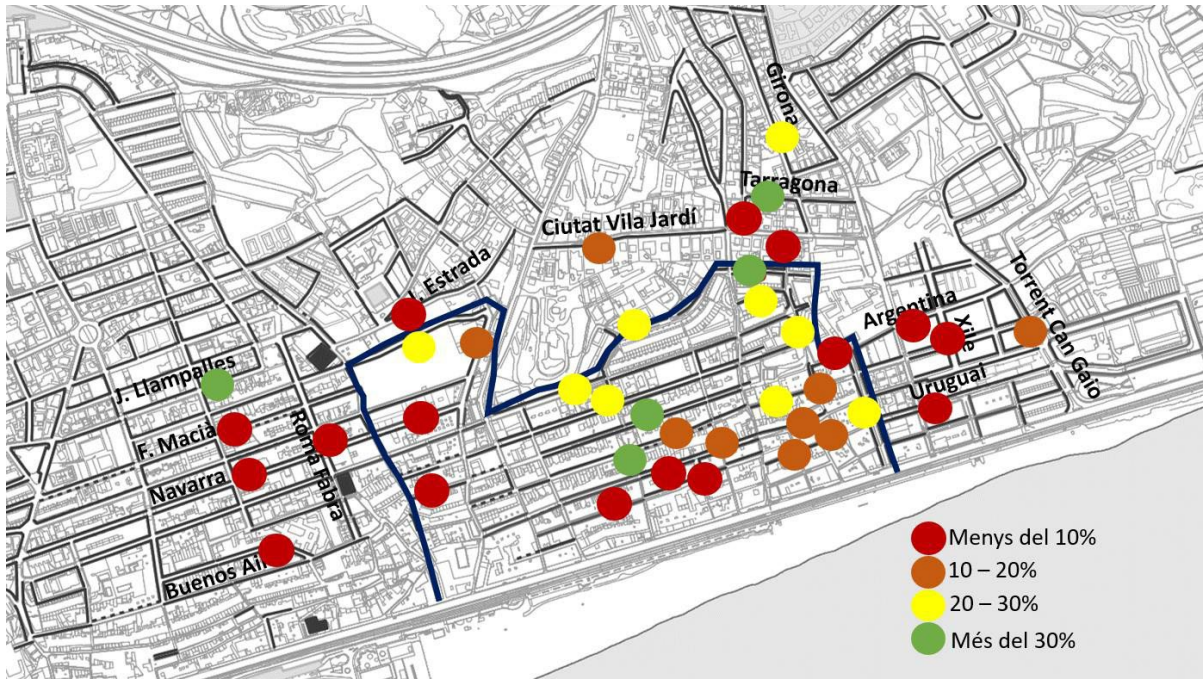 Girona
Tarragona
Ciutat Vila Jardí
J. Estrada
Torrent Can Gaio
Argentina
Xile
J. Llampalles
Uruguai
F. Macià
Roma Fabra
Navarra
Buenos Ai
Menys del 10%
10 – 20%
20 – 30%
Més del 30%